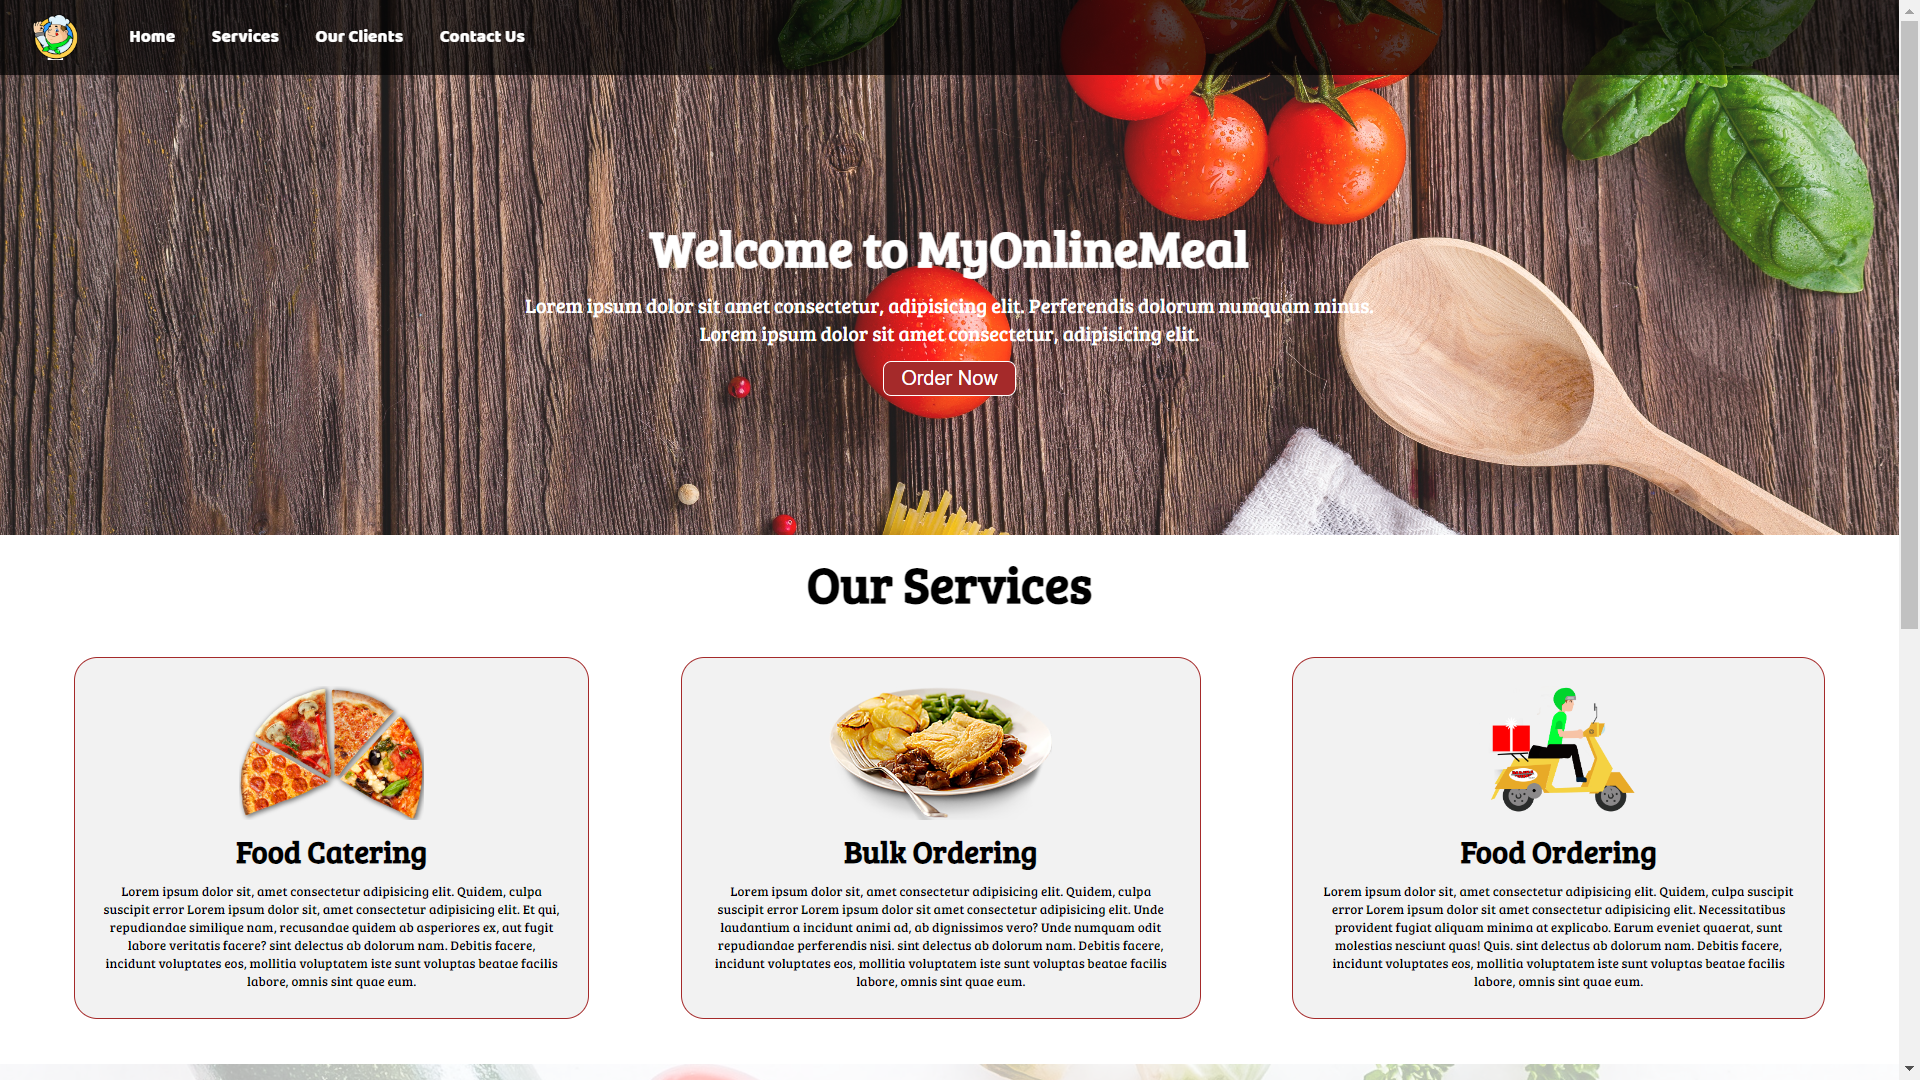 Home
Services
Our Clients
Contact Us
Welcome to MyOnlineMeal
Lorem ipsum dolor sit amet consectetur, adipisicing elit. Perferendis dolorum numquam minus.
Lorem ipsum dolor sit amet consectetur, adipisicing elit.
Order Now
Our Services
Food Catering
Lorem ipsum dolor sit, amet consectetur adipisicing elit. Quidem, culpa
suscipit error Lorem ipsum dolor sit, amet consectetur adipisicing elit. Et qui,
repudiandae similique nam, recusandae quidem ab asperiores ex, aut fugit
labore veritatis facere? sint delectus ab dolorum nam. Debitis facere,
incidunt voluptates eos, mollitia voluptatem iste sunt voluptas beatae facilis
labore, omnis sint quae eum.
Bulk Ordering
Lorem ipsum dolor sit, amet consectetur adipisicing elit. Quidem, culpa
suscipit error Lorem ipsum dolor sit amet consectetur adipisicing elit. Unde
laudantium a incidunt animi ad, ab dignissimos vero? Unde numquam odit
repudiandae perferendis nisi. sint delectus ab dolorum nam. Debitis facere,
incidunt voluptates eos, mollitia voluptatem iste sunt voluptas beatae facilis
labore, omnis sint quae eum.
Food Ordering
Lorem ipsum dolor sit, amet consectetur adipisicing elit. Quidem, culpa suscipit
error Lorem ipsum dolor sit amet consectetur adipisicing elit. Necessitatibus
provident fugiat aliquam minima at explicabo. Earum eveniet quaerat, sunt
molestias nesciunt quas! Quis. sint delectus ab dolorum nam. Debitis facere,
incidunt voluptates eos, mollitia voluptatem iste sunt voluptas beatae facilis
labore, omnis sint quae eum.